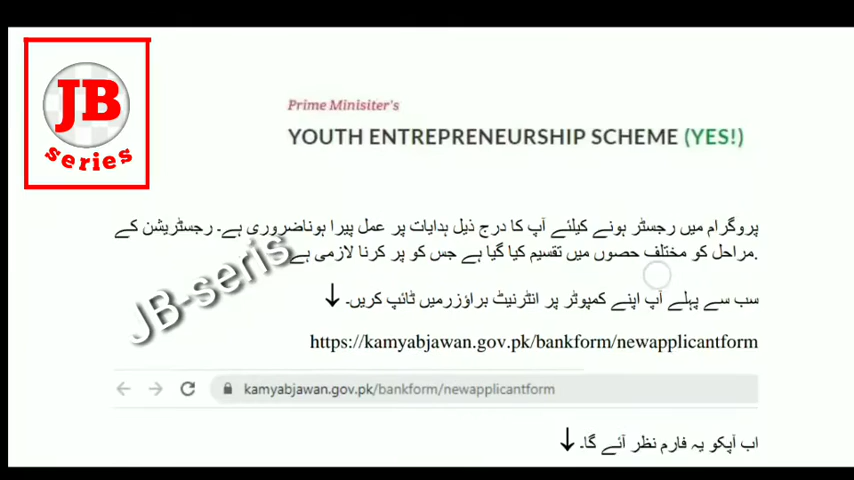 JB
series
Prime Minisiter's
YOUTH ENTREPRENEURSHIP SCHEME (YES!)
پروگرام میں رجسٹر ہونے کیلئے آپ کا درج ذیل ہدایات پر عمل پیرا ہوناضروری ہے۔ رجسٹریشن کے
مراحل کو مختلف حصوں میں تقسیم کیا گیا ہے جس کو پر کرنا لازمی ہے.
JB-seris
سب سے پہلے آپ اپنے کمپوٹر پر انٹرنیٹ براؤزرمیں ٹائپ کریں۔ ↓
https://kamyabjawan.gov.pk/bankform/newapplicantform
kamyabjawan.gov.pk/bankform/newapplicantform
اب آپکو یہ فارم نظر آئے گا۔ ↓